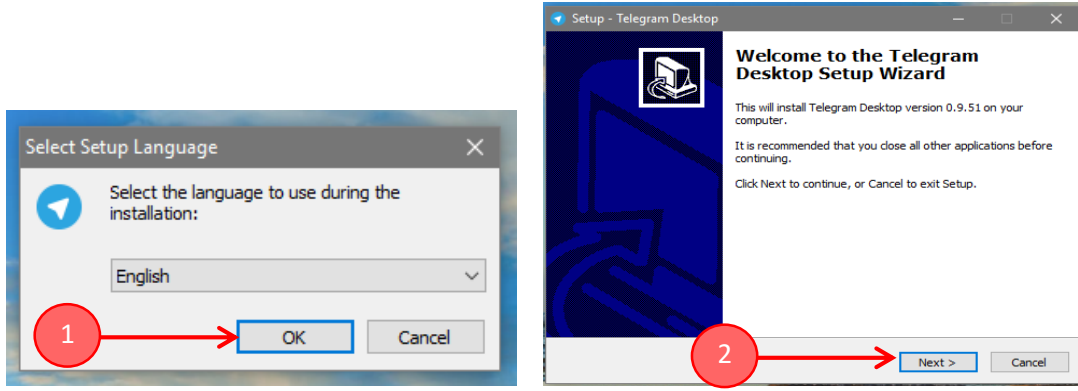 Select Setup Language
Select the language to use during the
installation:
English
1
OK
Cancel
Setup - Telegram Desktop
Welcome to the Telegram
Desktop Setup Wizard
This will install Telegram Desktop version 0.9.51 on your
computer.
It is recommended that you close all other applications before
continuing.
Click Next to continue, or Cancel to exit Setup.
2
Next >
Cancel